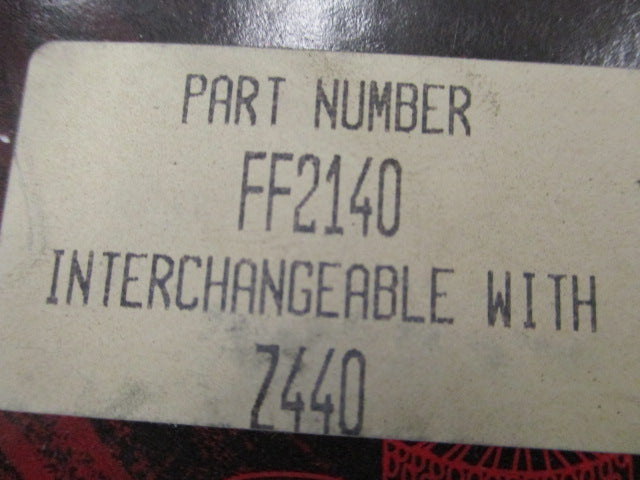 PART NUMBER
FF2140
INTERCHANGEABLE WITH
Z440